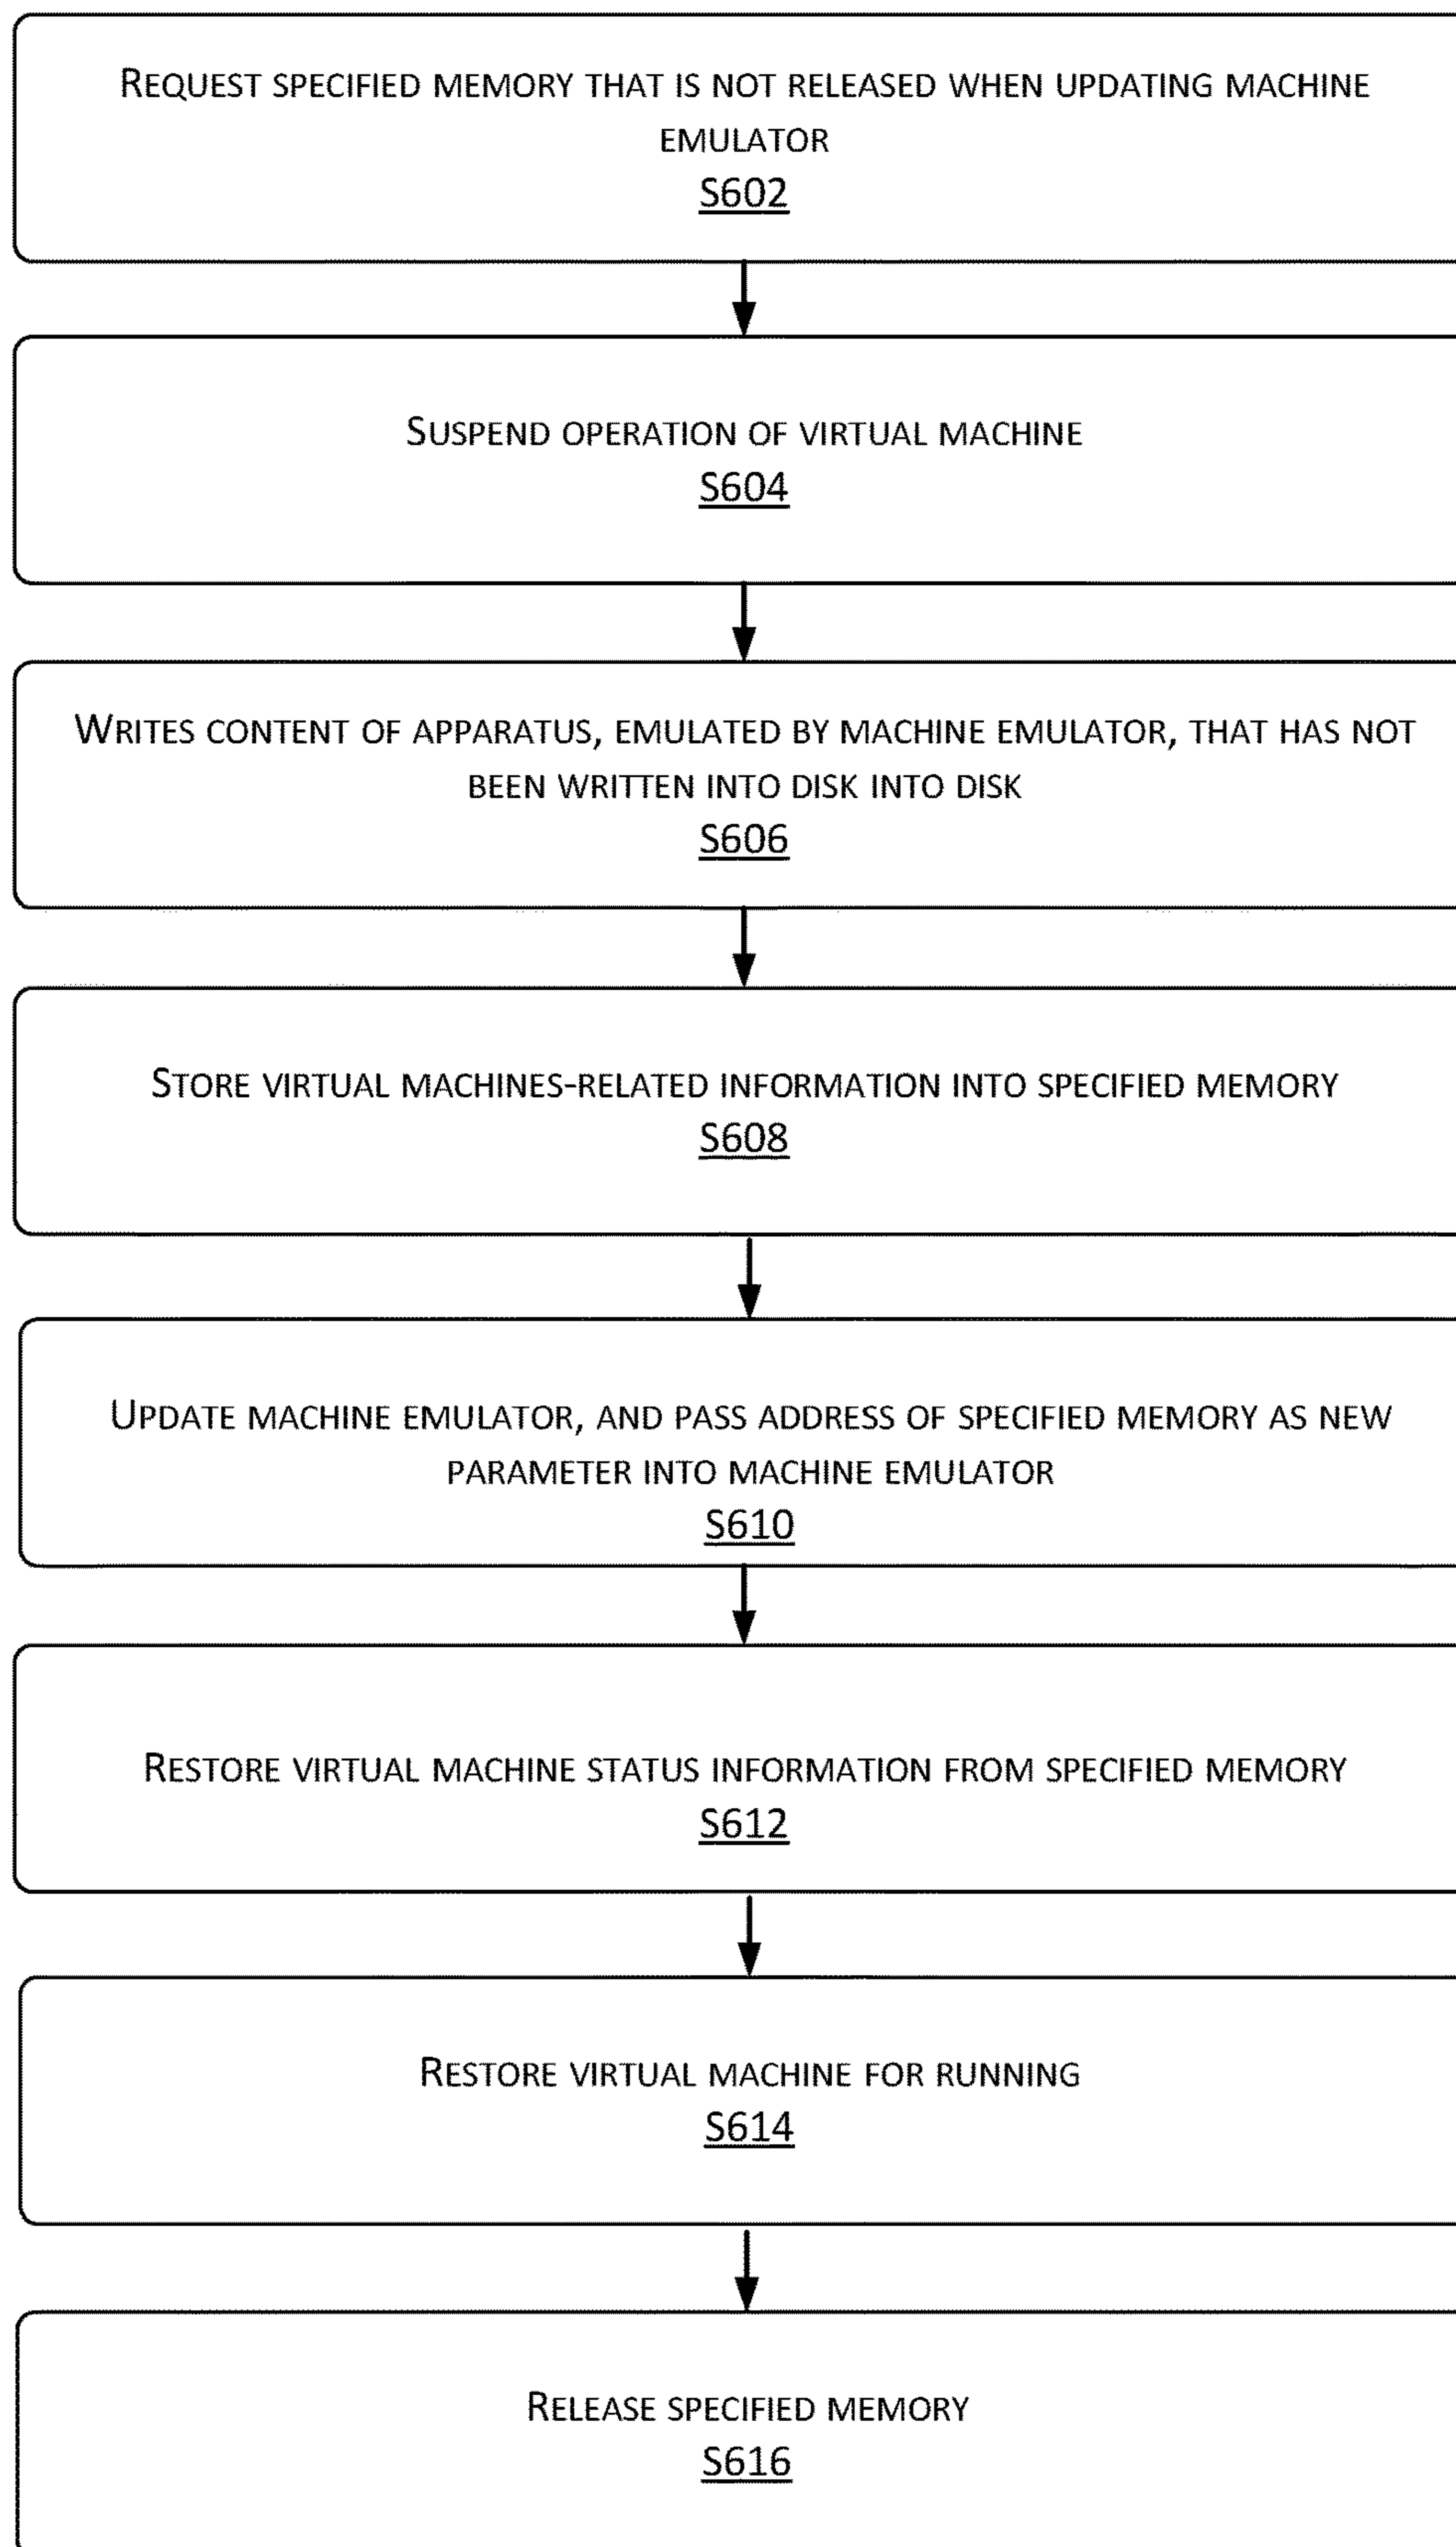 REQUEST SPECIFIED MEMORY THAT IS NOT RELEASED WHEN UPDATING MACHINE
EMULATOR
S602
SUSPEND OPERATION OF VIRTUAL MACHINE
S604
WRITES CONTENT OF APPARATUS, EMULATED BY MACHINE EMULATOR, THAT HAS NOT
BEEN WRITTEN INTO DISK INTO DISK
S606
STORE VIRTUAL MACHINES-RELATED INFORMATION INTO SPECIFIED MEMORY
S608
UPDATE MACHINE EMULATOR, AND PASS ADDRESS OF SPECIFIED MEMORY AS NEW
PARAMETER INTO MACHINE EMULATOR
S610
RESTORE VIRTUAL MACHINE STATUS INFORMATION FROM SPECIFIED MEMORY
S612
RESTORE VIRTUAL MACHINE FOR RUNNING
S614
RELEASE SPECIFIED MEMORY
S616